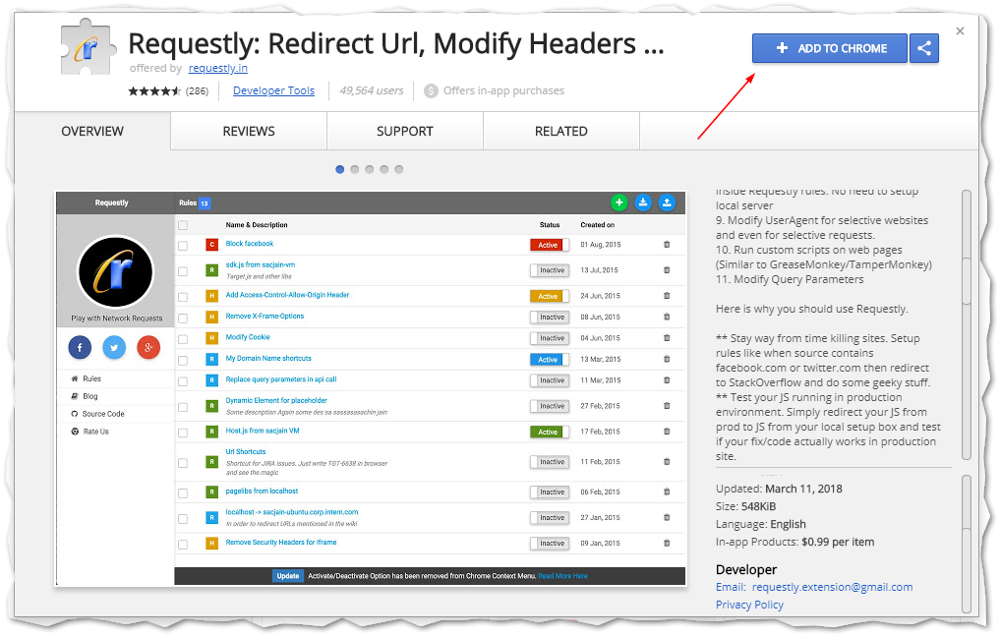 Requestly: Redirect Url, Modify Headers ...
offered by requestly.in
(286)
Developer Tools
49,564 users
$ Offers in-app purchases
+ ADD TO CHROME
×
OVERVIEW
REVIEWS
SUPPORT
RELATED
Requestly
Play with Network Requests
f
g+
Rules
Blog
Source Code
Rate Us
Rules 13
Name & Description Status Created on
C Block facebook Active 01 Aug, 2015
R sdk.js from sacjain-vm Inactive 13 Jul, 2015
Target.js and other libs
H Add Access-Control-Allow-Origin Header Active 24 Jun, 2015
H Remove X-Frame-Options Inactive 08 Jun, 2015
H Modify Cookie Inactive 04 Jun, 2015
R My Domain Name shortcuts Active 13 Mar, 2015
R Replace query parameters in api call Inactive 11 Mar, 2015
R Dynamic Element for placeholder Inactive 27 Feb, 2015
Some description Again some des sa sassasasachin jain
R Host.js from sacjain VM Active 17 Feb, 2015
R Url Shortcuts Inactive 11 Feb, 2015
Shortcut for JIRA issues. Just write TGT-6638 in browser
and see the magic
R pagelibs from localhost Inactive 06 Feb, 2015
R localhost -> sacjain-ubuntu.corp.intern.com Inactive 27 Jan, 2015
In order to redirect URLs mentioned in the wiki
H Remove Security Headers for Iframe Inactive 09 Jan, 2015
Update Activate/Deactivate Option has been removed from Chrome Context Menu. Read More Here
inside Requestly rules. No need to setup
local server
9. Modify UserAgent for selective websites
and even for selective requests.
10. Run custom scripts on web pages
(Similar to GreaseMonkey/TamperMonkey)
11. Modify Query Parameters
Here is why you should use Requestly.
** Stay way from time killing sites. Setup
rules like when source contains
facebook.com or twitter.com then redirect
to StackOverflow and do some geeky stuff.
** Test your JS running in production
environment. Simply redirect your JS from
prod to JS from your local setup box and test
if your fix/code actually works in production
site.
Updated: March 11, 2018
Size: 548KiB
Language: English
In-app Products: $0.99 per item
Developer
Email: requestly.extension@gmail.com
Privacy Policy